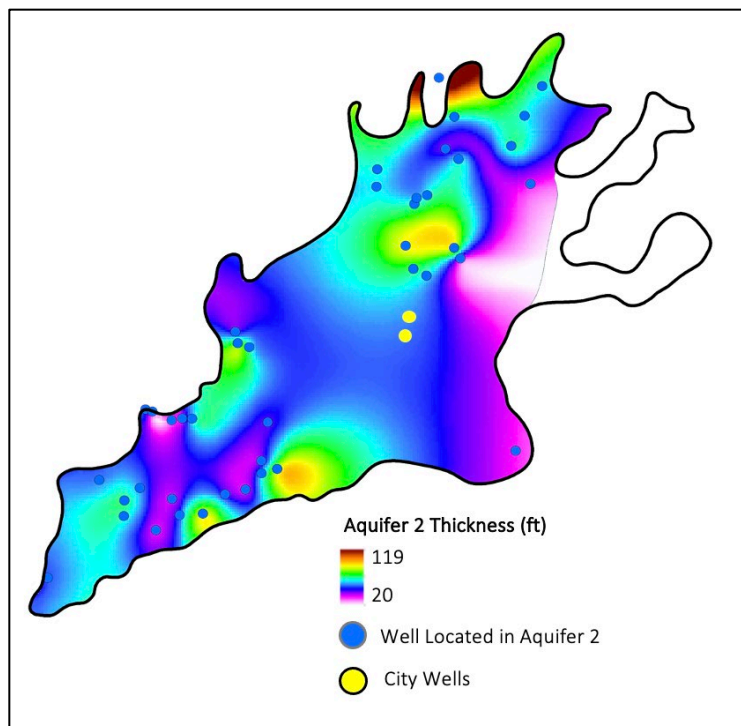 Aquifer 2 Thickness (ft)
119
20
Well Located in Aquifer 2
City Wells